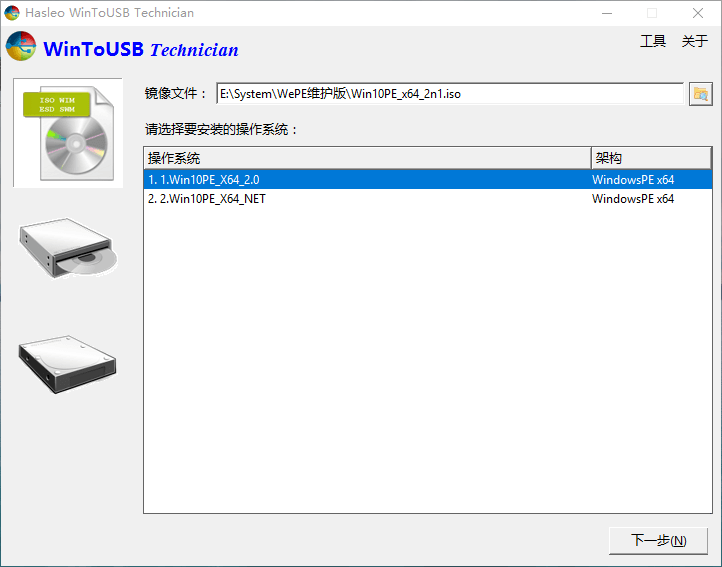 Hasleo WinToUSB Technician
WinToUSB Technician
工具 关于
ISO WIM
ESD SWM
镜像文件： E:\System\WePE维护版\Win10PE_x64_2n1.iso
请选择要安装的操作系统：
操作系统 架构
1. 1.Win10PE_X64_2.0 WindowsPE x64
2. 2.Win10PE_X64_NET WindowsPE x64
下一步(N)